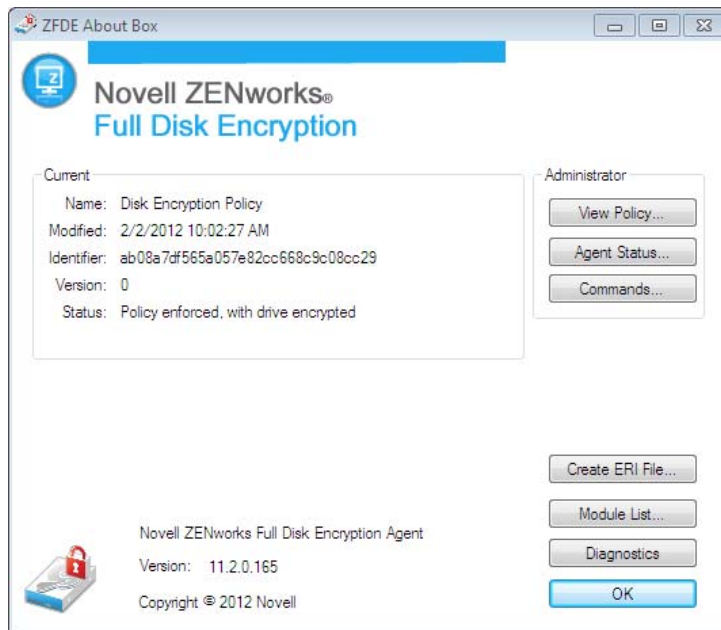 ZFDE About Box
Z
Novell ZENworks®
Full Disk Encryption
Current
Name: Disk Encryption Policy
Modified: 2/2/2012 10:02:27 AM
Identifier: ab08a7df565a057e82cc668c9c08cc29
Version: 0
Status: Policy enforced, with drive encrypted
Administrator
View Policy...
Agent Status...
Commands...
Create ERI File...
Module List...
Diagnostics
OK
Novell ZENworks Full Disk Encryption Agent
Version: 11.2.0.165
Copyright © 2012 Novell